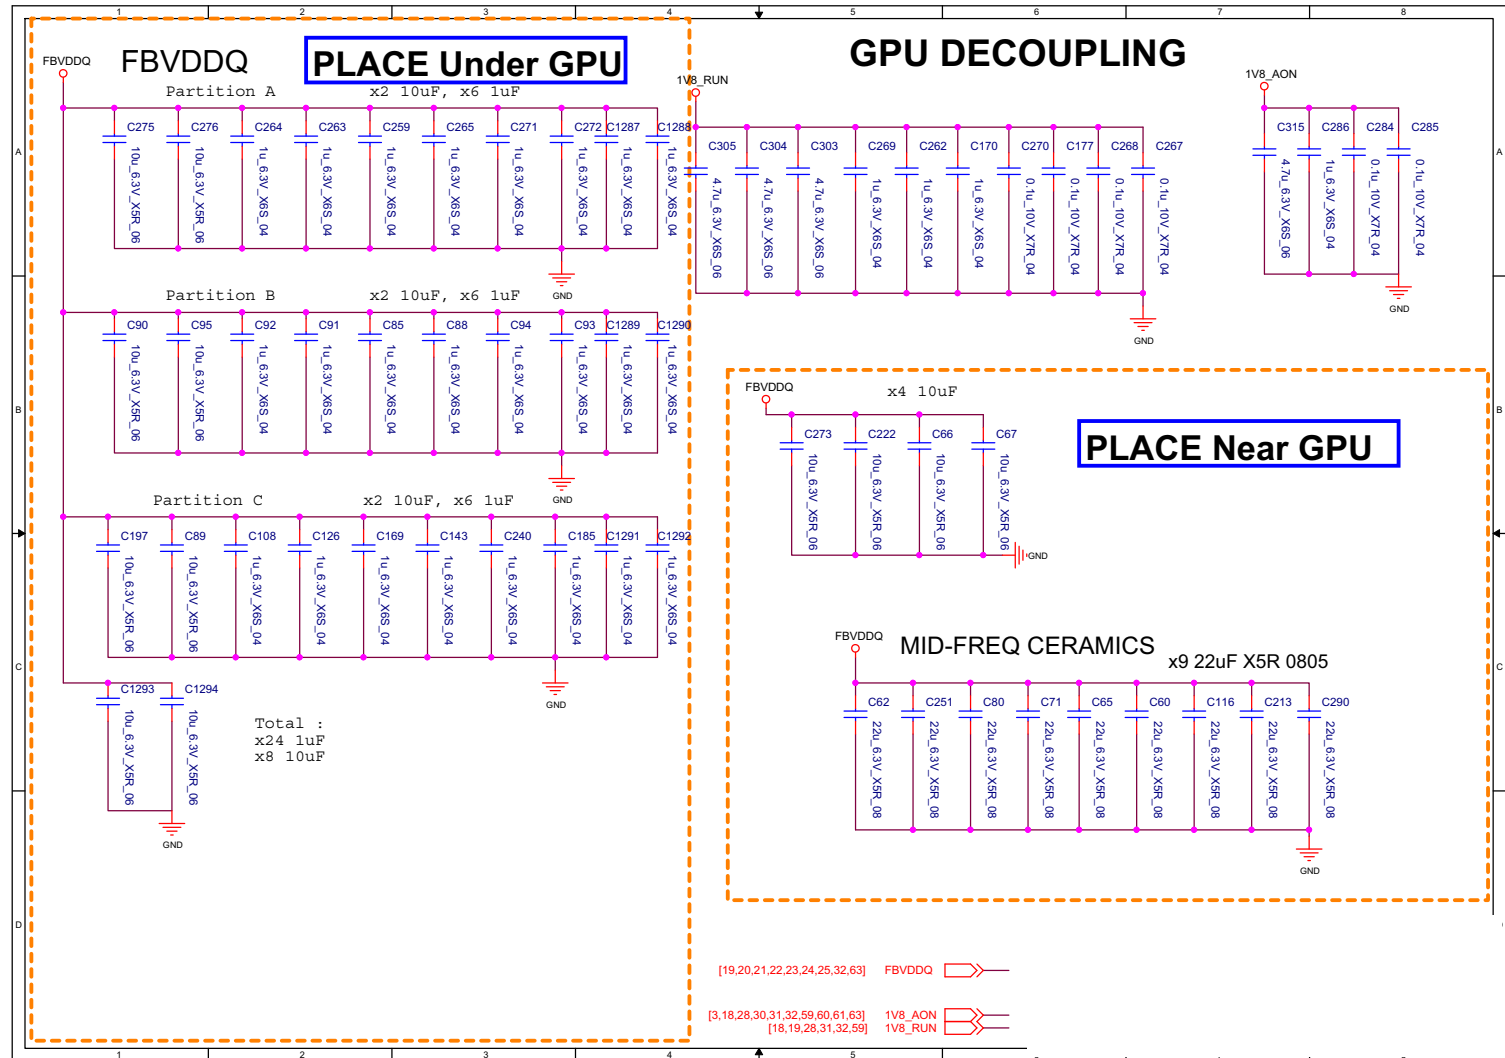 1 2 3 4 5 6 7 8
FBVDDQ
FBVDDQ
PLACE Under GPU
GPU DECOUPLING
Partition A x2 10uF, x6 1uF
1V8_RUN
1V8_AON
A
A
C275 C276 C264 C263 C259 C265 C271 C272 C1287 C1288
10u_6.3V_X5R_06 10u_6.3V_X5R_06 1u_6.3V_X6S_04 1u_6.3V_X6S_04 1u_6.3V_X6S_04 1u_6.3V_X6S_04 1u_6.3V_X6S_04 1u_6.3V_X6S_04 1u_6.3V_X6S_04 1u_6.3V_X6S_04
GND
C305 C304 C303 C269 C262 C170 C270 C177 C268 C267
4.7u_6.3V_X6S_06 4.7u_6.3V_X6S_06 4.7u_6.3V_X6S_06 1u_6.3V_X6S_04 1u_6.3V_X6S_04 1u_6.3V_X6S_04 0.1u_10V_X7R_04 0.1u_10V_X7R_04 0.1u_10V_X7R_04 0.1u_10V_X7R_04
GND
C315 C286 C284 C285
4.7u_6.3V_X6S_06 1u_6.3V_X6S_04 0.1u_10V_X7R_04 0.1u_10V_X7R_04
GND
Partition B x2 10uF, x6 1uF
B
B
C90 C95 C92 C91 C85 C88 C94 C93 C1289 C1290
10u_6.3V_X5R_06 10u_6.3V_X5R_06 1u_6.3V_X6S_04 1u_6.3V_X6S_04 1u_6.3V_X6S_04 1u_6.3V_X6S_04 1u_6.3V_X6S_04 1u_6.3V_X6S_04 1u_6.3V_X6S_04 1u_6.3V_X6S_04
GND
FBVDDQ
x4 10uF
PLACE Near GPU
C273 C222 C66 C67
10u_6.3V_X5R_06 10u_6.3V_X5R_06 10u_6.3V_X5R_06 10u_6.3V_X5R_06
GND
Partition C x2 10uF, x6 1uF
C197 C89 C108 C126 C169 C143 C240 C185 C1291 C1292
10u_6.3V_X5R_06 10u_6.3V_X5R_06 1u_6.3V_X6S_04 1u_6.3V_X6S_04 1u_6.3V_X6S_04 1u_6.3V_X6S_04 1u_6.3V_X6S_04 1u_6.3V_X6S_04 1u_6.3V_X6S_04 1u_6.3V_X6S_04
GND
C
C
C1293 C1294
10u_6.3V_X5R_06 10u_6.3V_X5R_06
GND
Total :
x24 1uF
x8 10uF
FBVDDQ
MID-FREQ CERAMICS
x9 22uF X5R 0805
C62 C251 C80 C71 C65 C60 C116 C213 C290
22u_6.3V_X5R_08 22u_6.3V_X5R_08 22u_6.3V_X5R_08 22u_6.3V_X5R_08 22u_6.3V_X5R_08 22u_6.3V_X5R_08 22u_6.3V_X5R_08 22u_6.3V_X5R_08 22u_6.3V_X5R_08
GND
D
[19,20,21,22,23,24,25,32,63] FBVDDQ
[3,18,28,30,31,32,59,60,61,63] 1V8_AON
[18,19,28,31,32,59] 1V8_RUN
1 2 3 4 5